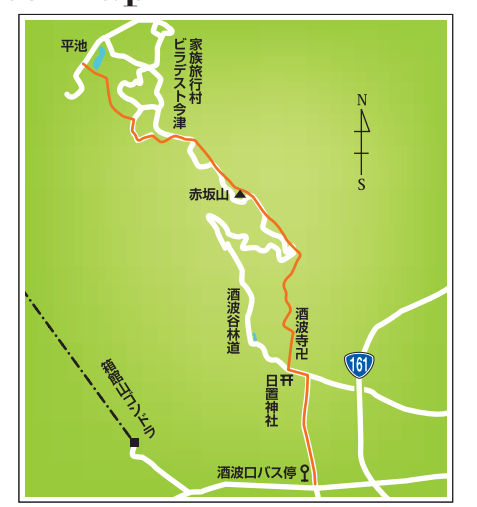 平池
家族旅行村
ビラデスト今津
N
S
赤坂山
酒波谷林道
酒波寺卍
161
箱館山ゴンドラ
日置神社
酒波口バス停